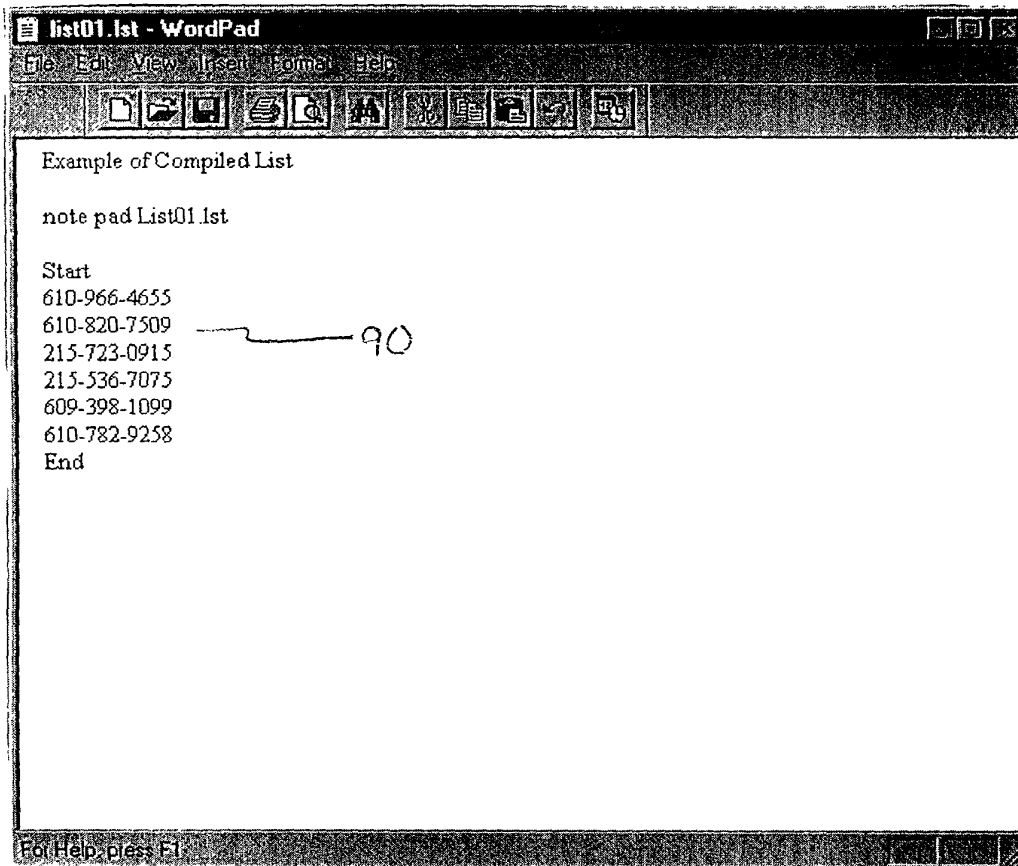 list01.lst - WordPad
File Edit View Insert Format Help
Example of Compiled List
note pad List01.lst
Start
610-966-4655
610-820-7509
90
215-723-0915
215-536-7075
609-398-1099
610-782-9258
End
For Help, press F1